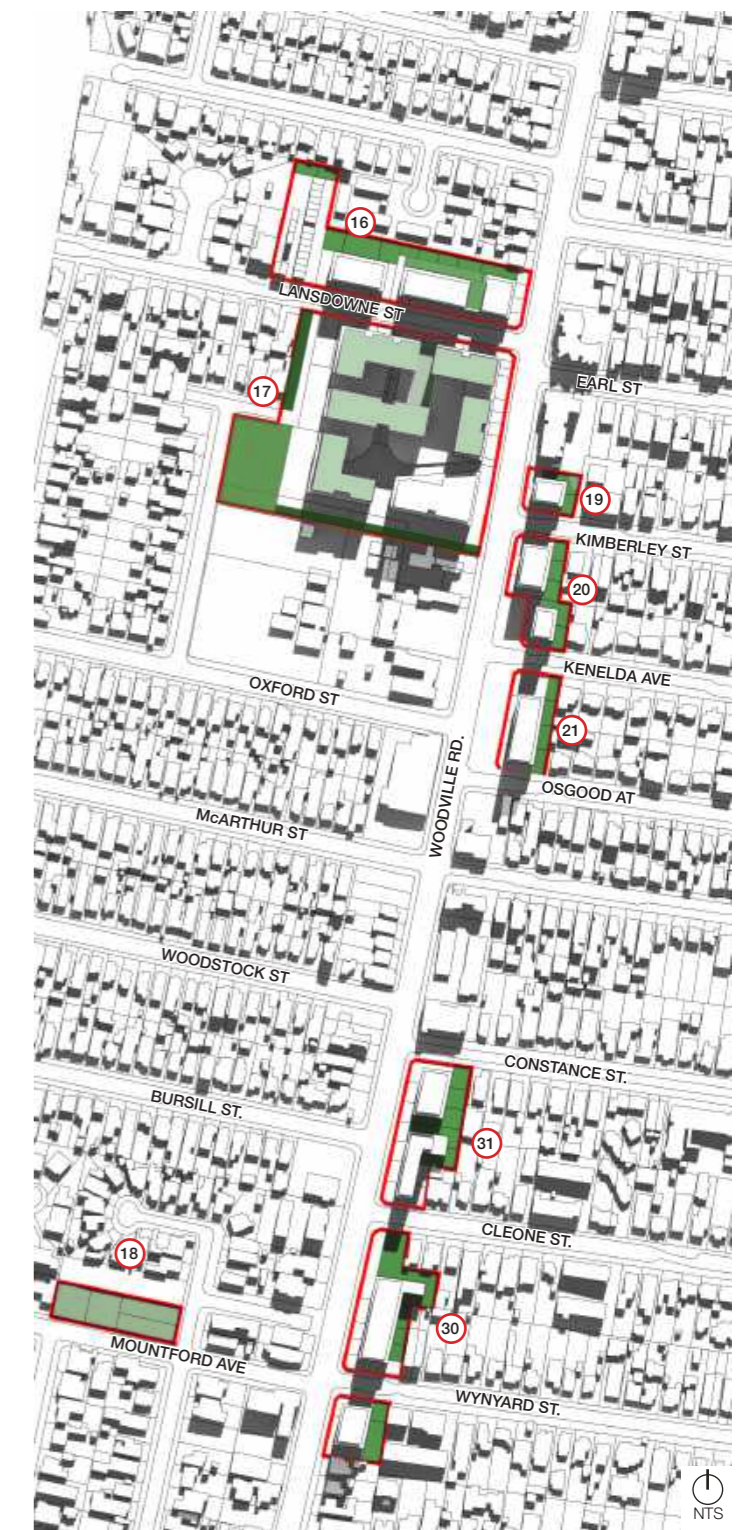 16
LANSDOWNE ST
17
EARL ST
19
KIMBERLEY ST
20
KENELDA AVE
OXFORD ST
21
WOODVILLE RD.
OSGOOD AT
McARTHUR ST
WOODSTOCK ST
CONSTANCE ST.
BURSILL ST.
31
CLEONE ST.
18
30
MOUNTFORD AVE
WYNYARD ST.
NTS